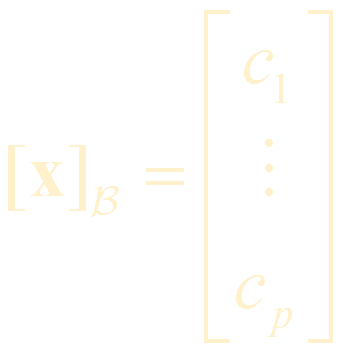 [𝐱]_ℬ = [c_1 ⋮ c_p]